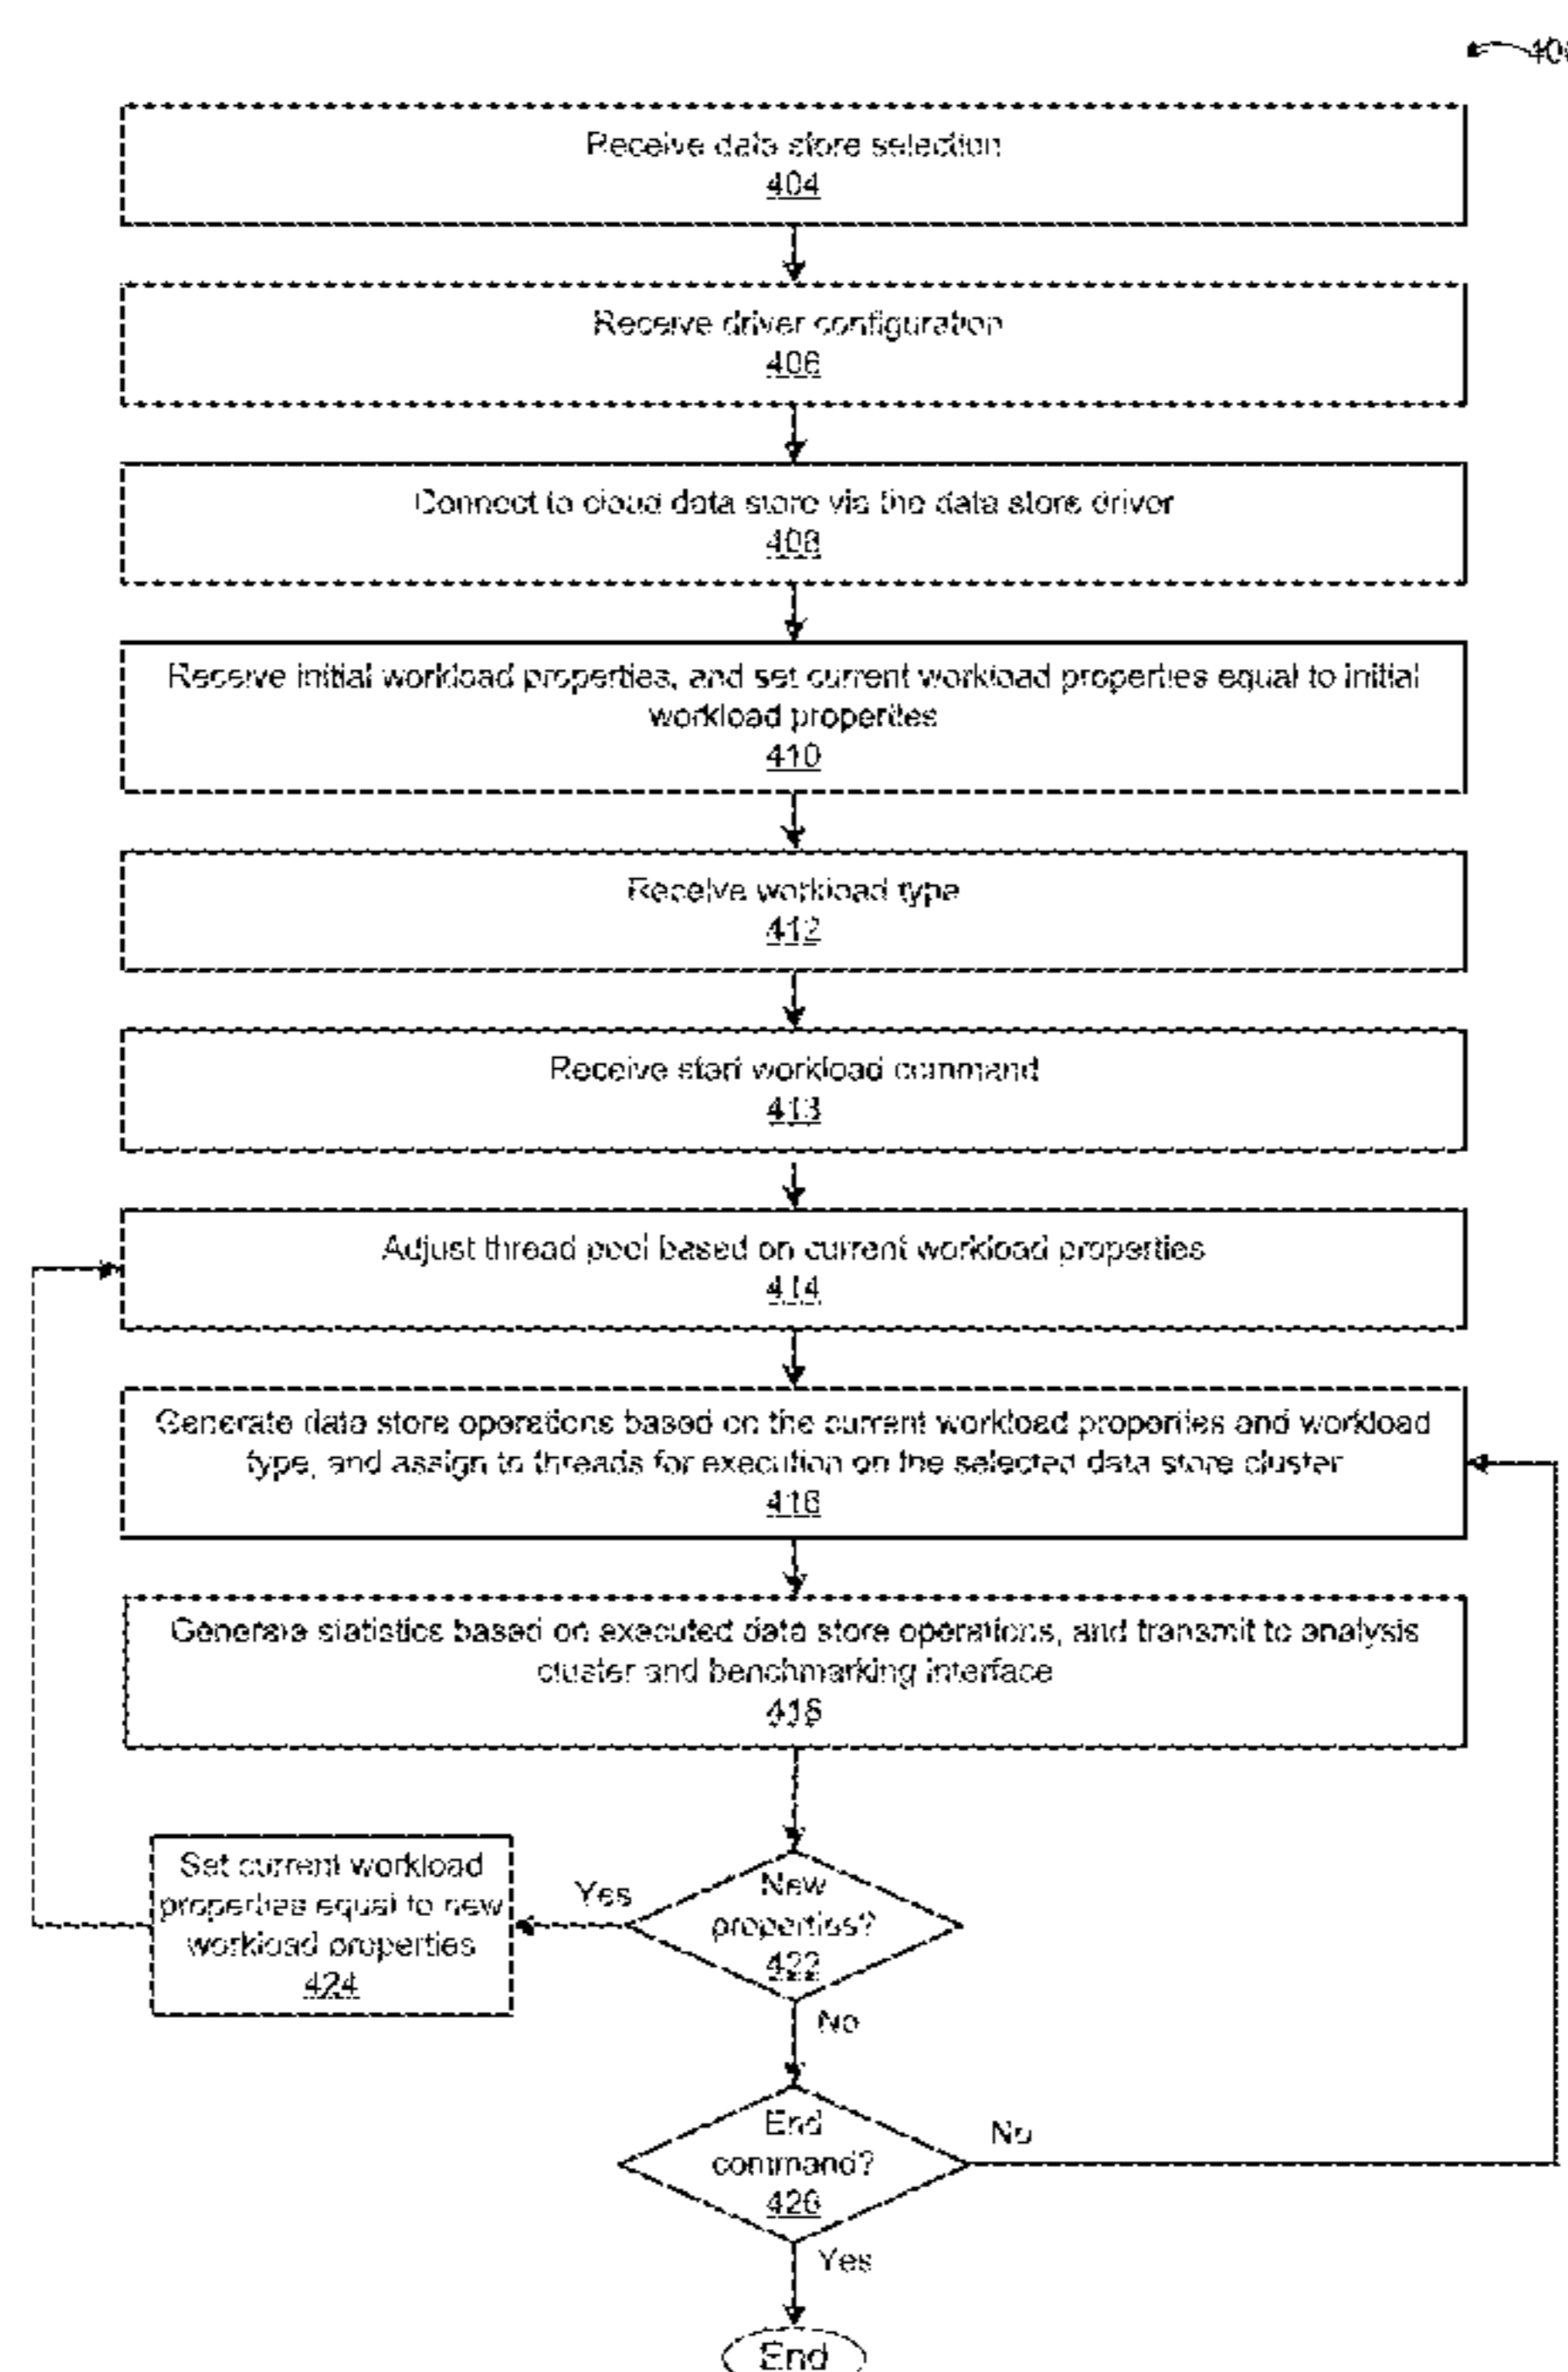 Receive data store selection
404
Receive driver configuration
406
Connect to cloud data store via the data store driver
408
Receive initial workload properties, and set current workload properties equal to initial
workload properites
410
Receive workload type
412
Receive start workload command
413
Adjust thread pool based on current workload properties
414
Generate data store operations based on the current workload properties and workload
type, and assign to threads for execution on the selected data store cluster
416
Generate statistics based on executed data store operations, and transmit to analysis
cluster and benchmarking interface
418
Set current workload
properties equal to new
workload properties
424
Yes
New
properties?
422
No
End
command?
No
Yes
End